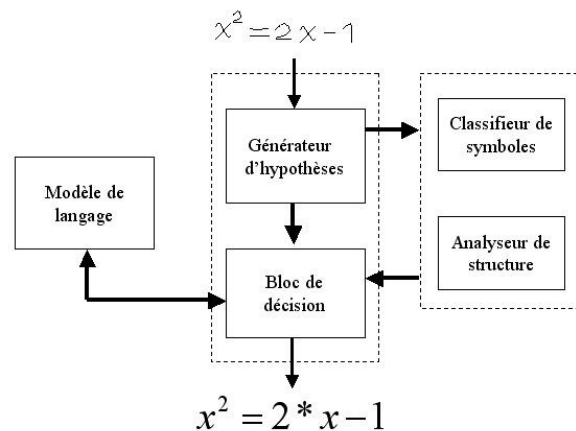 x² = 2x - 1
Générateur
d'hypothèses
Classifieur de
symboles
Modèle de
langage
Analyseur de
structure
Bloc de
décision
x² = 2 * x - 1